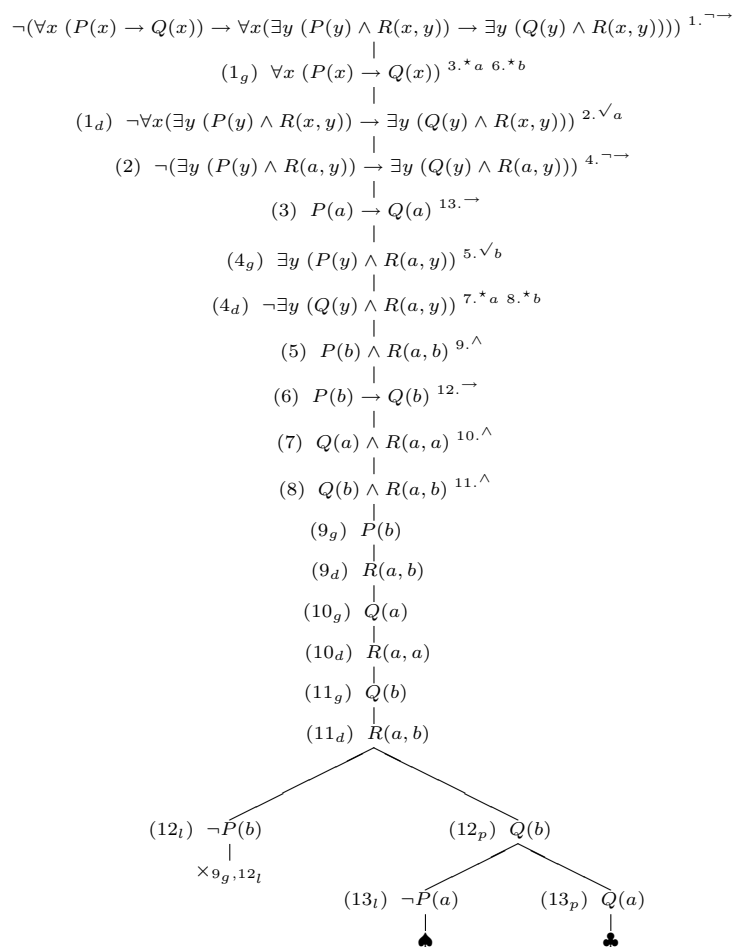 ¬(∀x (P(x) → Q(x)) → ∀x(∃y (P(y) ∧ R(x, y)) → ∃y (Q(y) ∧ R(x, y)))) 1.¬→
(1g) ∀x (P(x) → Q(x)) 3.⋆a 6.⋆b
(1d) ¬∀x(∃y (P(y) ∧ R(x, y)) → ∃y (Q(y) ∧ R(x, y))) 2.√a
(2) ¬(∃y (P(y) ∧ R(a, y)) → ∃y (Q(y) ∧ R(a, y))) 4.¬→
(3) P(a) → Q(a) 13.→
(4g) ∃y (P(y) ∧ R(a, y)) 5.√b
(4d) ¬∃y (Q(y) ∧ R(a, y)) 7.⋆a 8.⋆b
(5) P(b) ∧ R(a, b) 9.∧
(6) P(b) → Q(b) 12.→
(7) Q(a) ∧ R(a, a) 10.∧
(8) Q(b) ∧ R(a, b) 11.∧
(9g) P(b)
(9d) R(a, b)
(10g) Q(a)
(10d) R(a, a)
(11g) Q(b)
(11d) R(a, b)
(12l) ¬P(b) (12p) Q(b)
×9g,12l
(13l) ¬P(a) (13p) Q(a)
♠ ♣